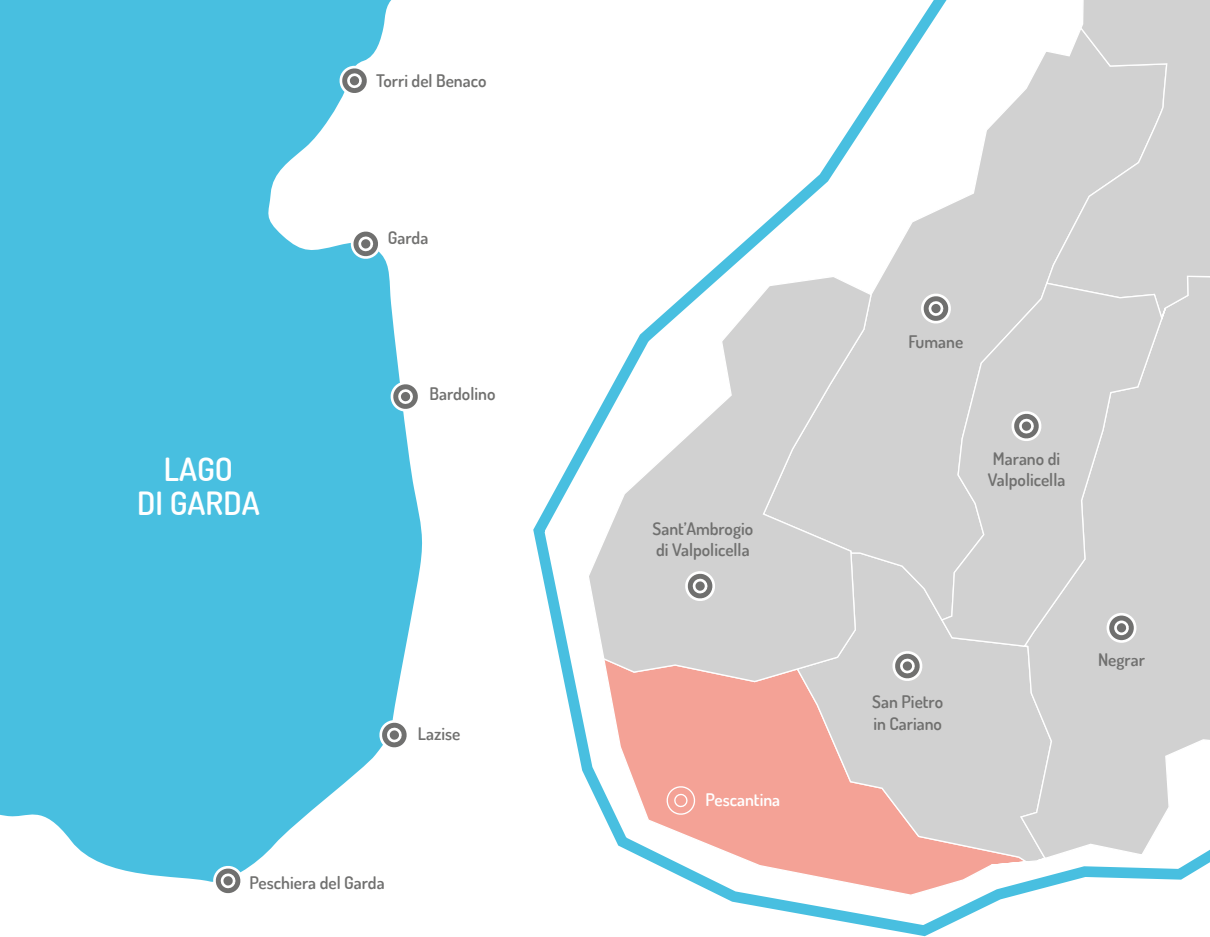 Torri del Benaco
Garda
Fumane
Bardolino
Marano di
Valpolicella
LAGO
DI GARDA
Sant'Ambrogio
di Valpolicella
Negrar
San Pietro
in Cariano
Lazise
Pescantina
Peschiera del Garda